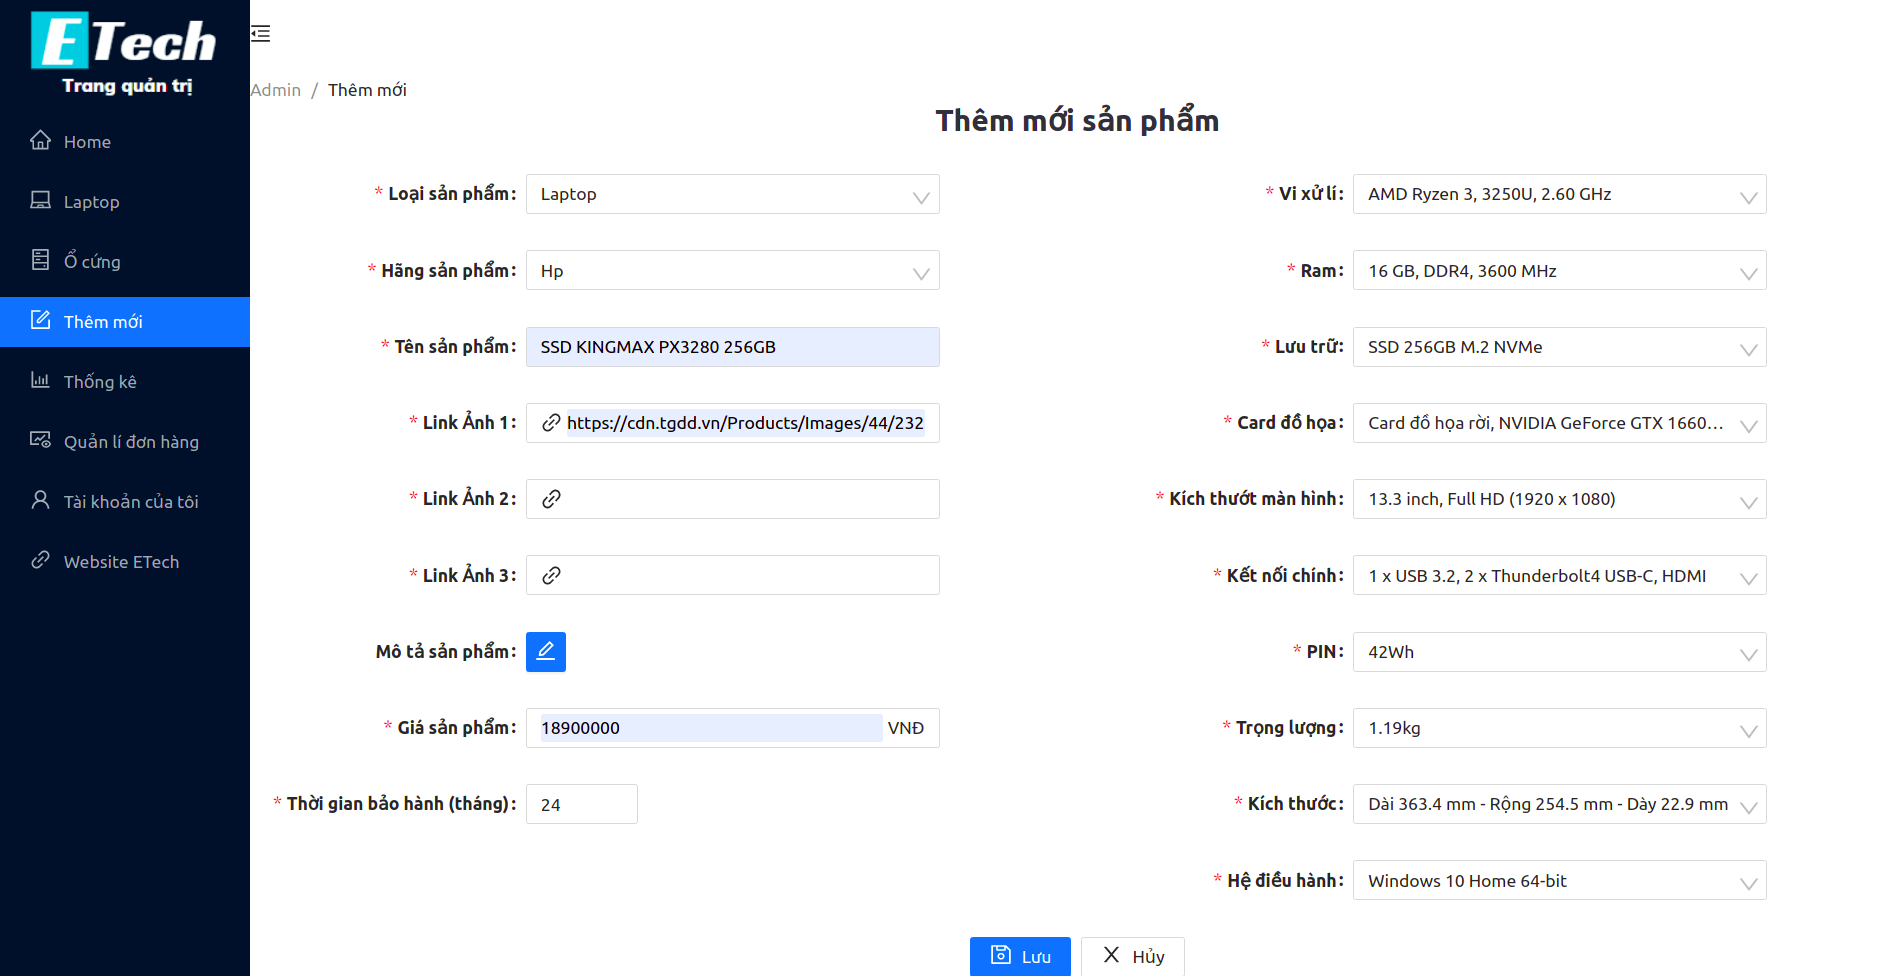 ETech
Trang quản trị
Home
Laptop
Ổ cứng
Thêm mới
Thống kê
Quản lí đơn hàng
Tài khoản của tôi
Website ETech
Admin / Thêm mới
Thêm mới sản phẩm
* Loại sản phẩm: Laptop
* Hãng sản phẩm: Hp
* Tên sản phẩm: SSD KINGMAX PX3280 256GB
* Link Ảnh 1: https://cdn.tgdd.vn/Products/Images/44/232
* Link Ảnh 2:
* Link Ảnh 3:
Mô tả sản phẩm:
* Giá sản phẩm: 18900000 VNĐ
* Thời gian bảo hành (tháng): 24
* Vi xử lí: AMD Ryzen 3, 3250U, 2.60 GHz
* Ram: 16 GB, DDR4, 3600 MHz
* Lưu trữ: SSD 256GB M.2 NVMe
* Card đồ họa: Card đồ họa rời, NVIDIA GeForce GTX 1660...
* Kích thướt màn hình: 13.3 inch, Full HD (1920 x 1080)
* Kết nối chính: 1 x USB 3.2, 2 x Thunderbolt4 USB-C, HDMI
* PIN: 42Wh
* Trọng lượng: 1.19kg
* Kích thước: Dài 363.4 mm - Rộng 254.5 mm - Dày 22.9 mm
* Hệ điều hành: Windows 10 Home 64-bit
Lưu
Hủy